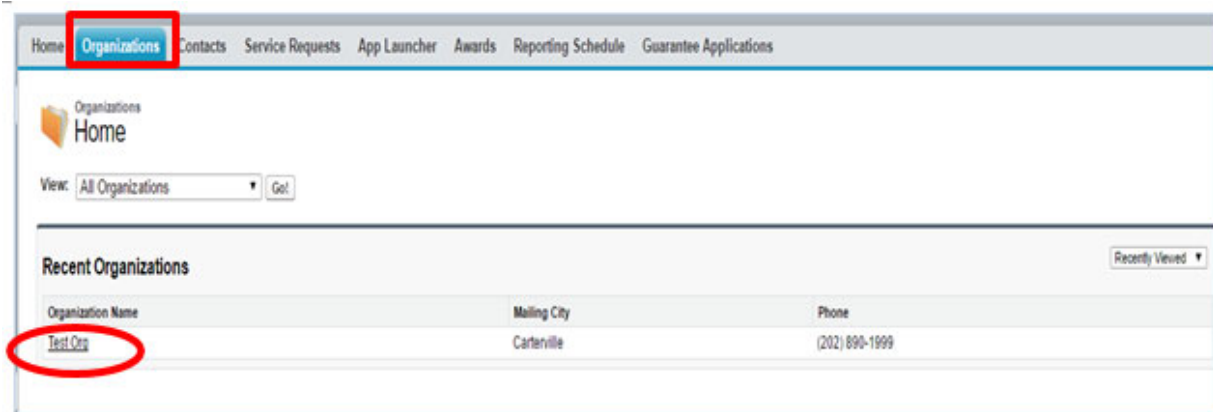 Home Organizations Contacts Service Requests App Launcher Awards Reporting Schedule Guarantee Applications
Organizations
Home
View: All Organizations Go!
Recent Organizations Recently Viewed
Organization Name Mailing City Phone
Test Org Carterville (202) 890-1999